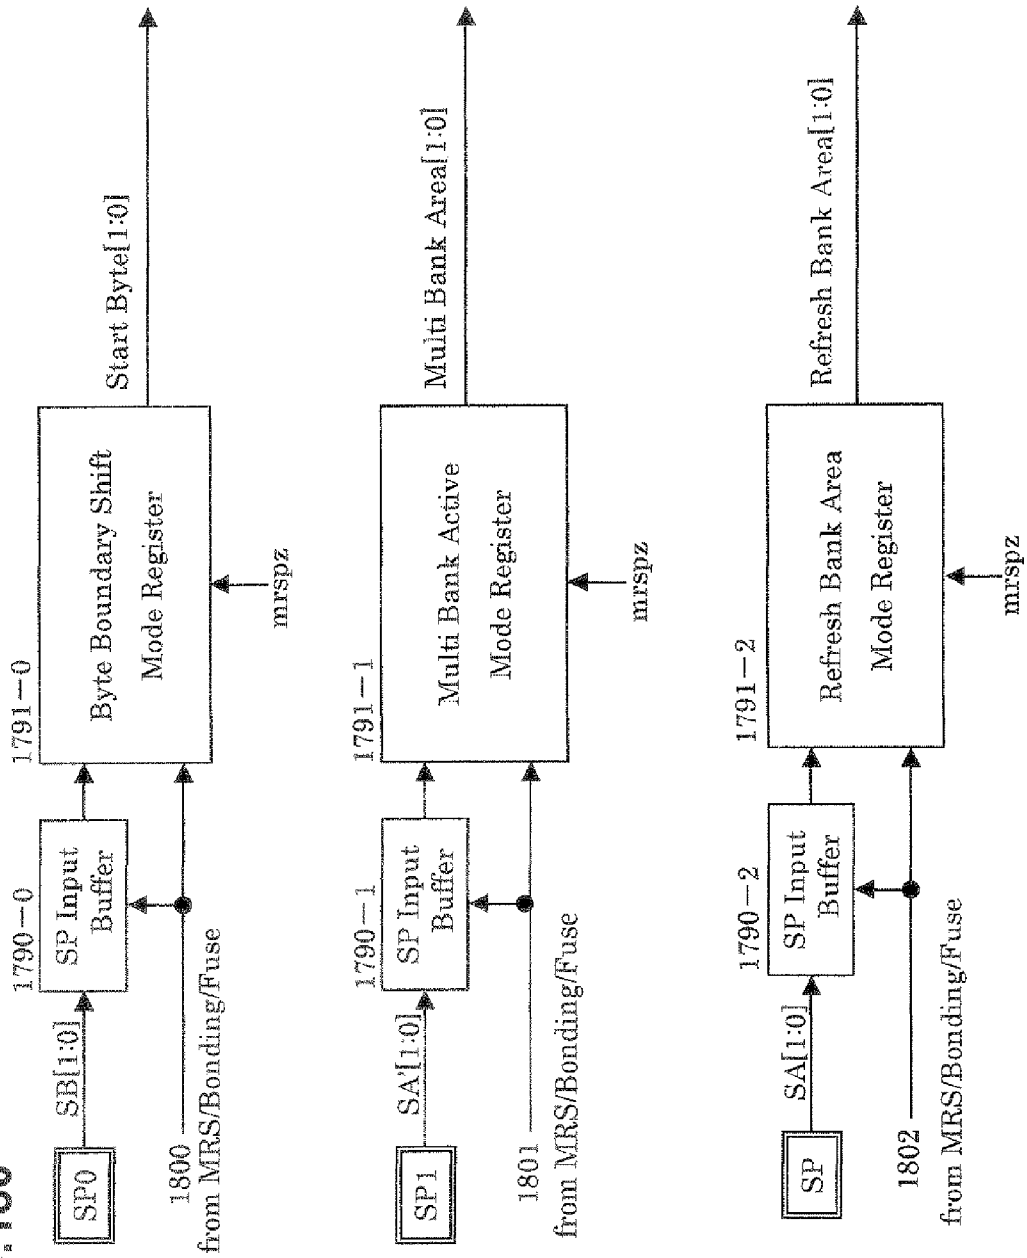 SP0
SB[1:0]
1790-0
SP Input
Buffer
1791-0
Byte Boundary Shift
Mode Register
Start Byte[1:0]
1800
from MRS/Bonding/Fuse
mrspz
SP1
SA'[1:0]
1790-1
SP Input
Buffer
1791-1
Multi Bank Active
Mode Register
Multi Bank Area[1:0]
1801
from MRS/Bonding/Fuse
mrspz
SP
SA[1:0]
1790-2
SP Input
Buffer
1791-2
Refresh Bank Area
Mode Register
Refresh Bank Area[1:0]
1802
from MRS/Bonding/Fuse
mrspz